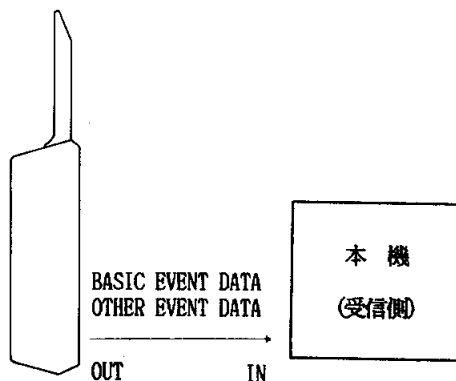 本 機
(受信側)
BASIC EVENT DATA
OTHER EVENT DATA
OUT IN